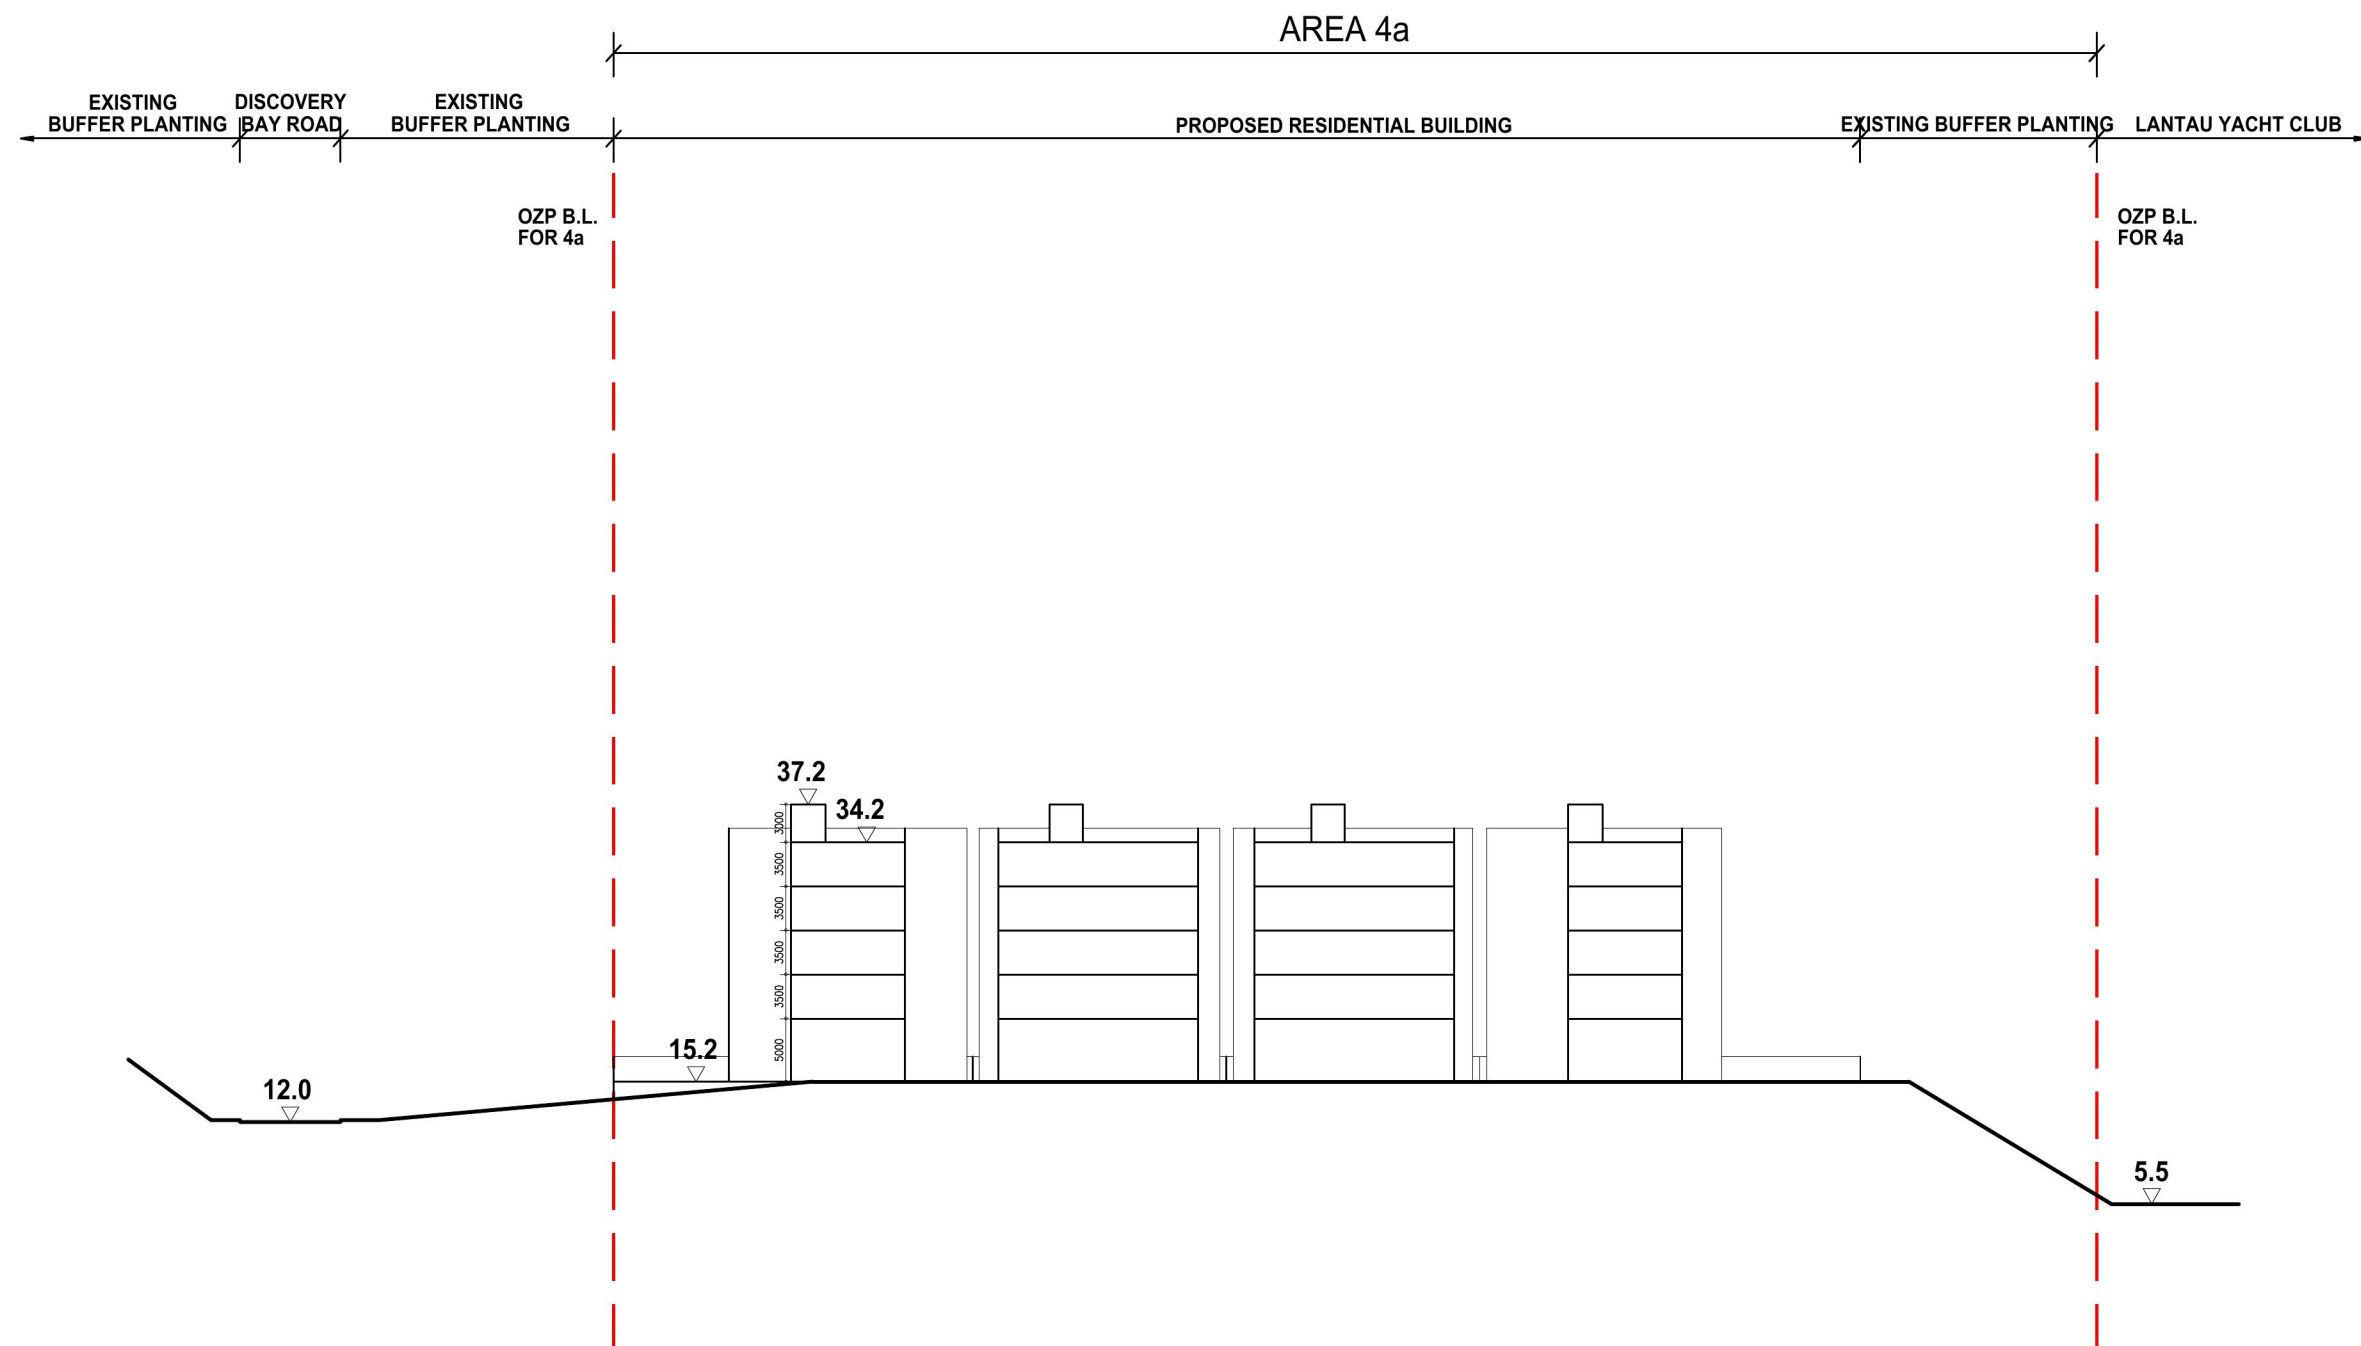 AREA 4a
EXISTING
BUFFER PLANTING
DISCOVERY
BAY ROAD
EXISTING
BUFFER PLANTING
PROPOSED RESIDENTIAL BUILDING
EXISTING BUFFER PLANTING
LANTAU YACHT CLUB
OZP B.L.
FOR 4a
OZP B.L.
FOR 4a
37.2
34.2
3000
3500
3500
3500
3500
5000
15.2
12.0
5.5